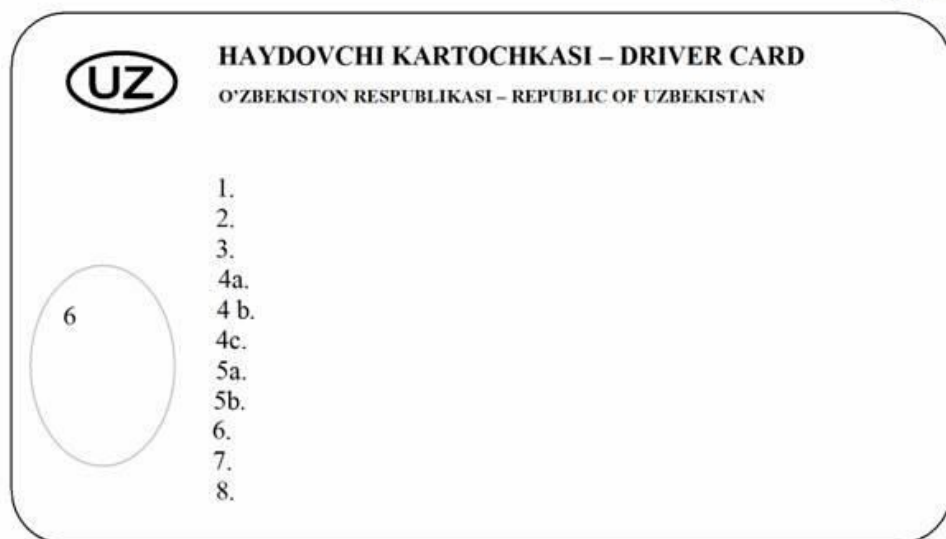 UZ
HAYDOVCHI KARTOCHKASI – DRIVER CARD
O’ZBEKISTON RESPUBLIKASI – REPUBLIC OF UZBEKISTAN
1.
2.
3.
4a.
4 b.
4c.
5a.
5b.
6.
7.
8.
6